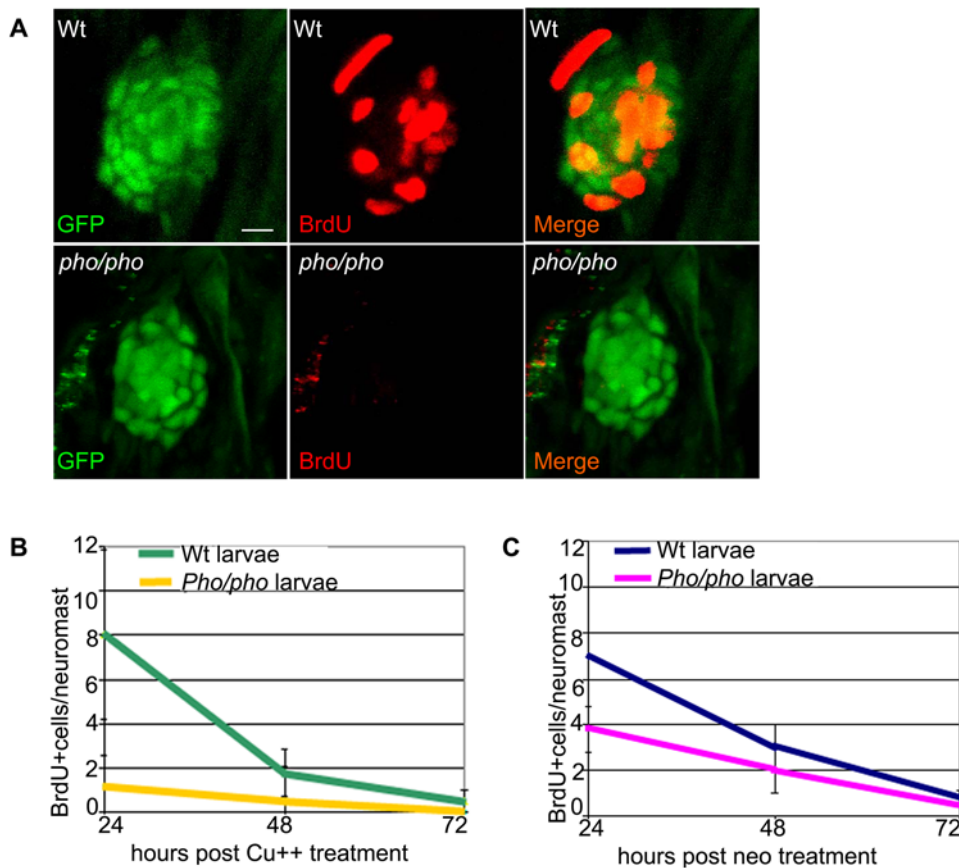 A
Wt
Wt
Wt
GFP
BrdU
Merge
pho/pho
pho/pho
pho/pho
GFP
BrdU
Merge
B
Wt larvae
Pho/pho larvae
BrdU+cells/neuromast
12
10
8
6
4
2
0
24
48
72
hours post Cu++ treatment
C
Wt larvae
Pho/pho larvae
BrdU+cells/neuromast
12
10
8
6
4
2
0
24
48
72
hours post neo treatment